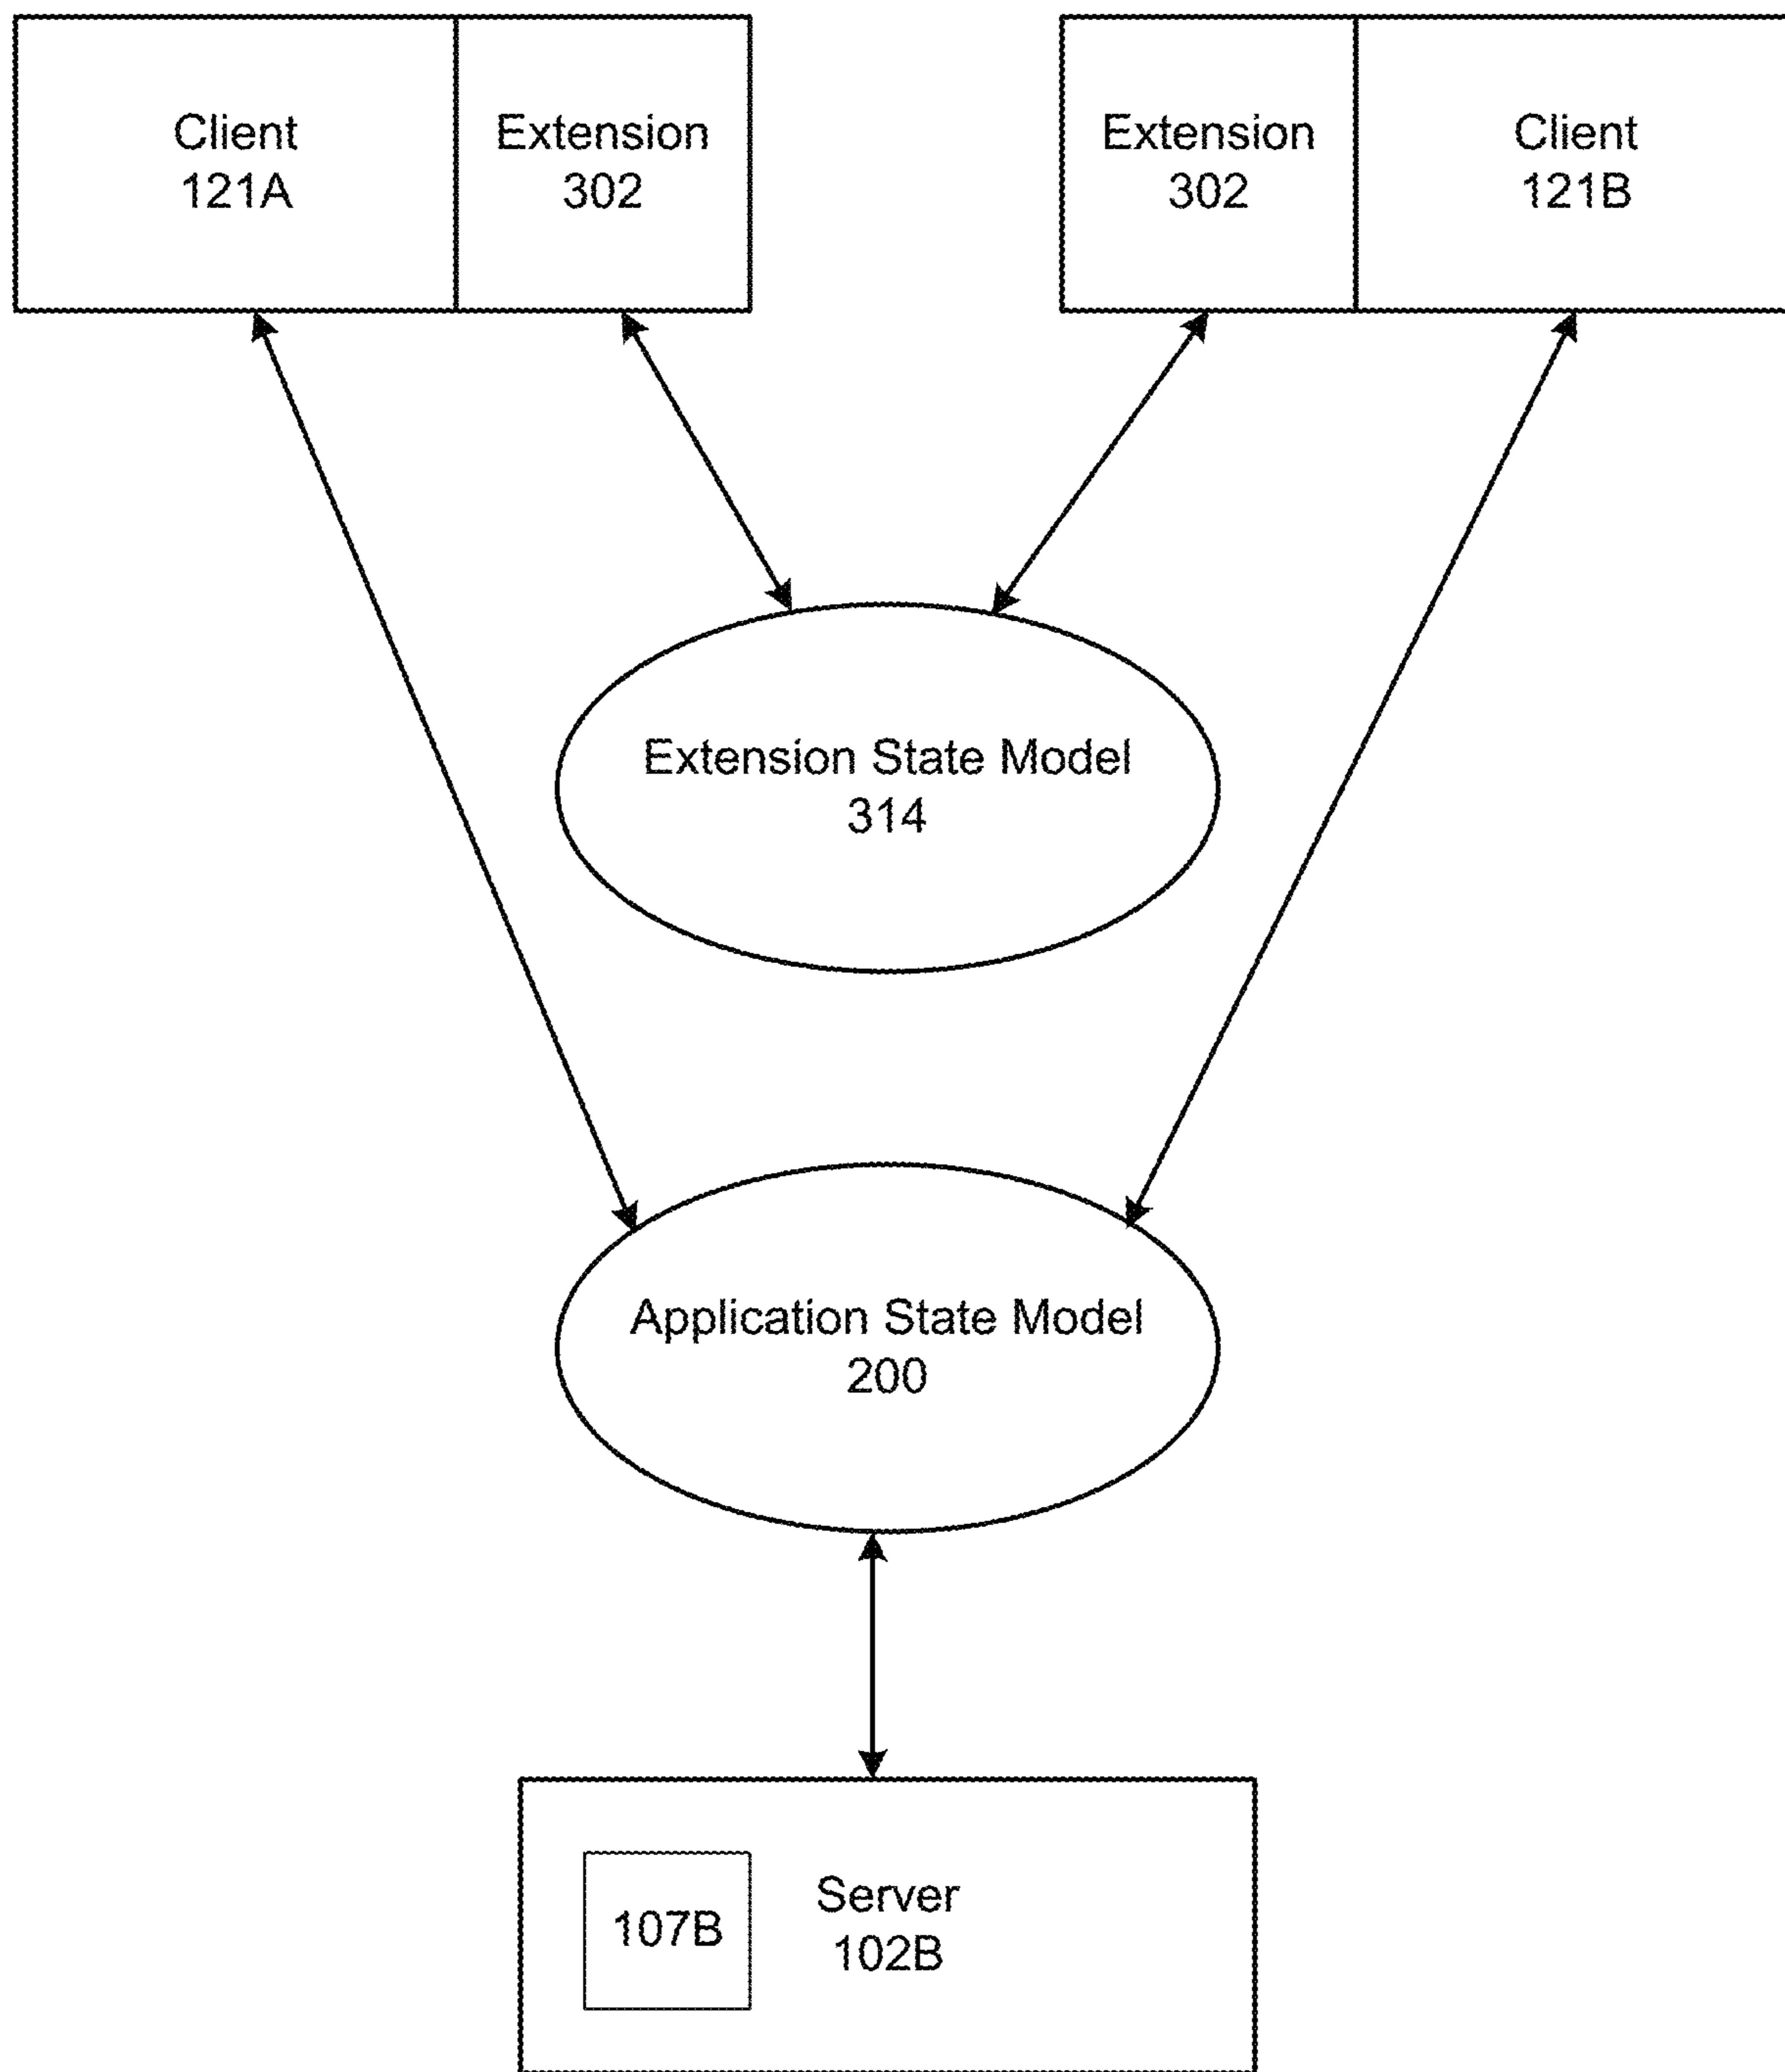 Client
121A
Extension
302
Extension
302
Client
121B
Extension State Model
314
Application State Model
200
107B
Server
102B